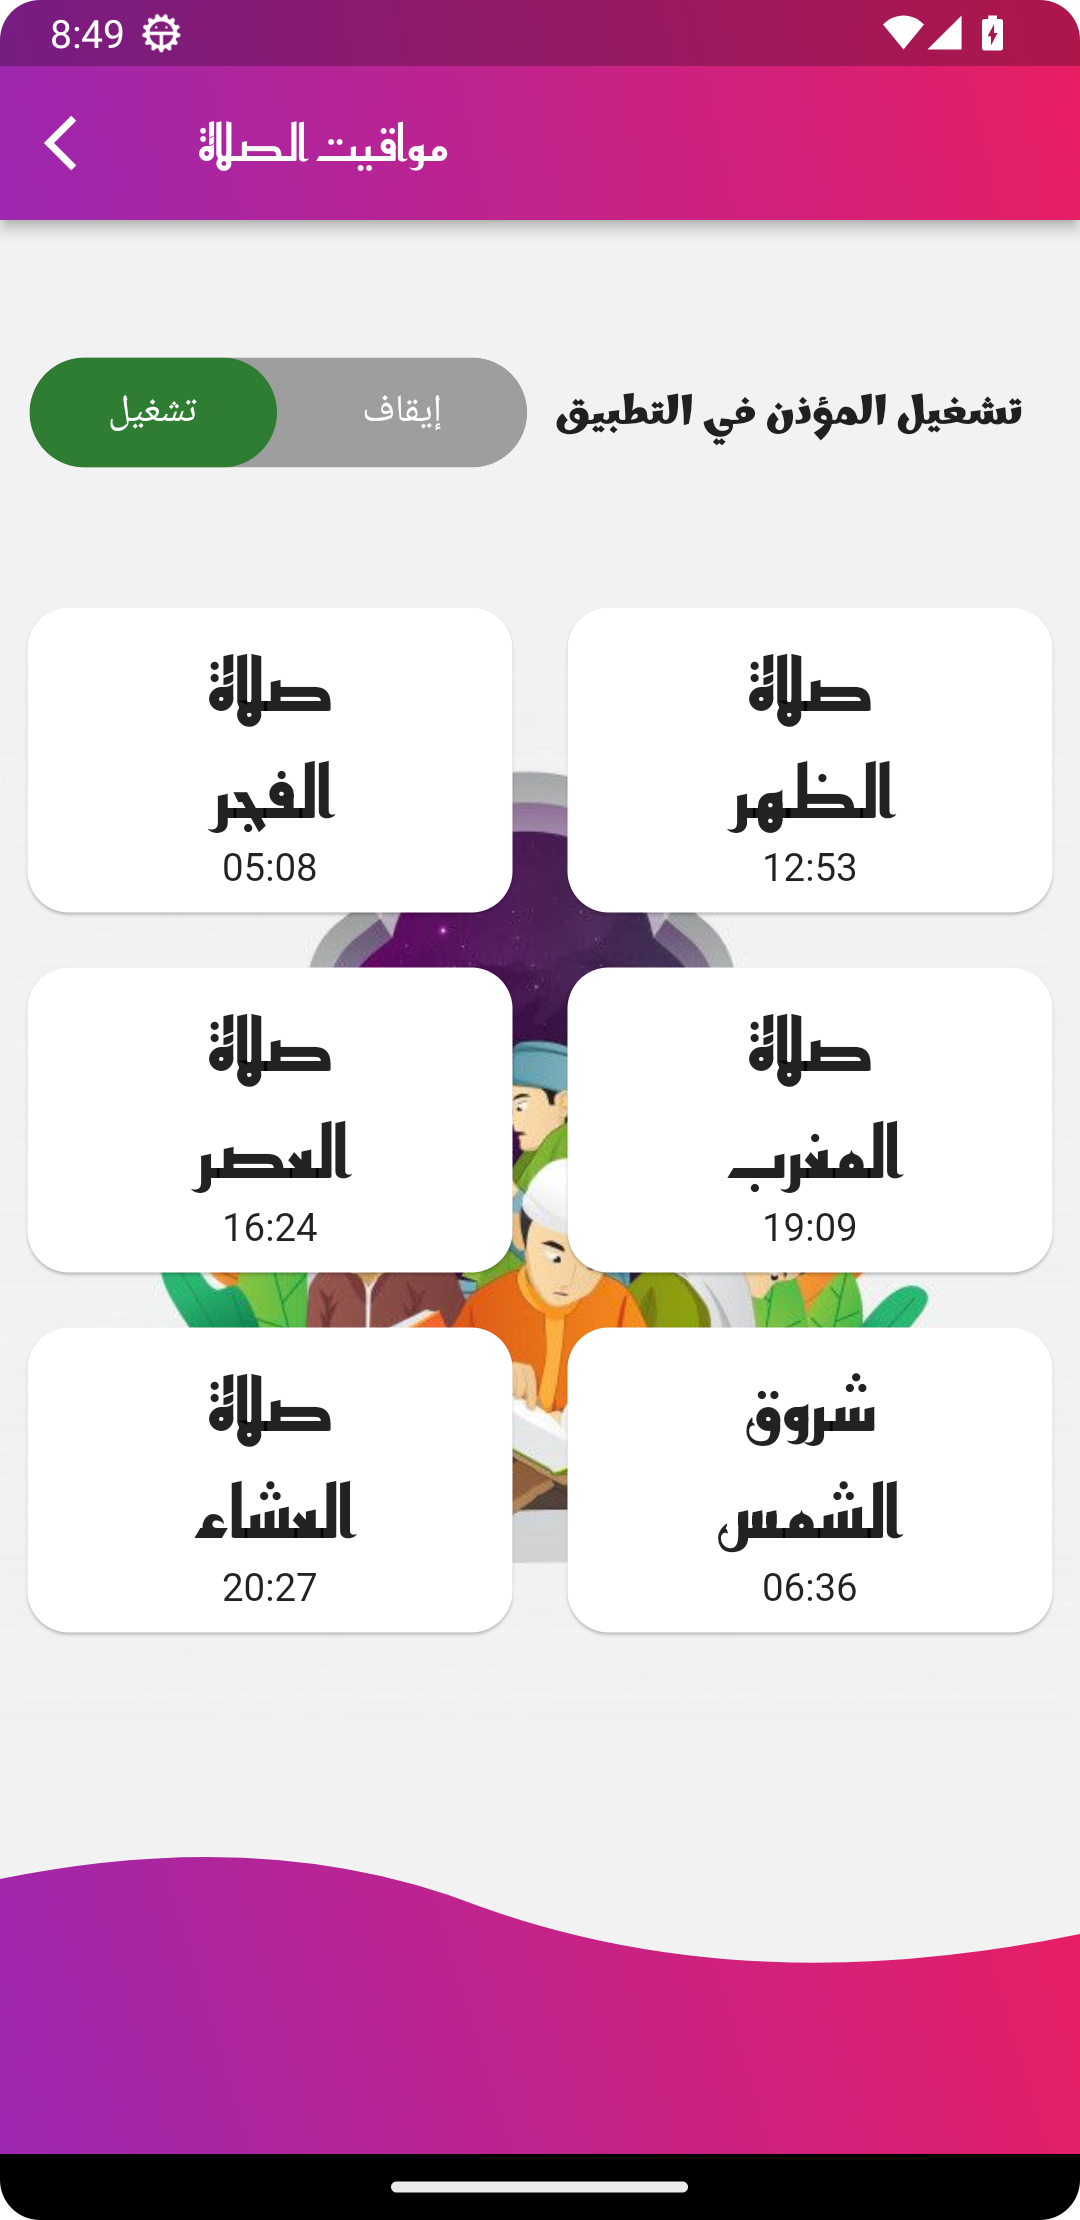 8:49
مواقيت الصلاة
تشغيل المؤذن في التطبيق
إيقاف
تشغيل
صلاة
الظهر
12:53
صلاة
الفجر
05:08
صلاة
المغرب
19:09
صلاة
العصر
16:24
شروق
الشمس
06:36
صلاة
العشاء
20:27